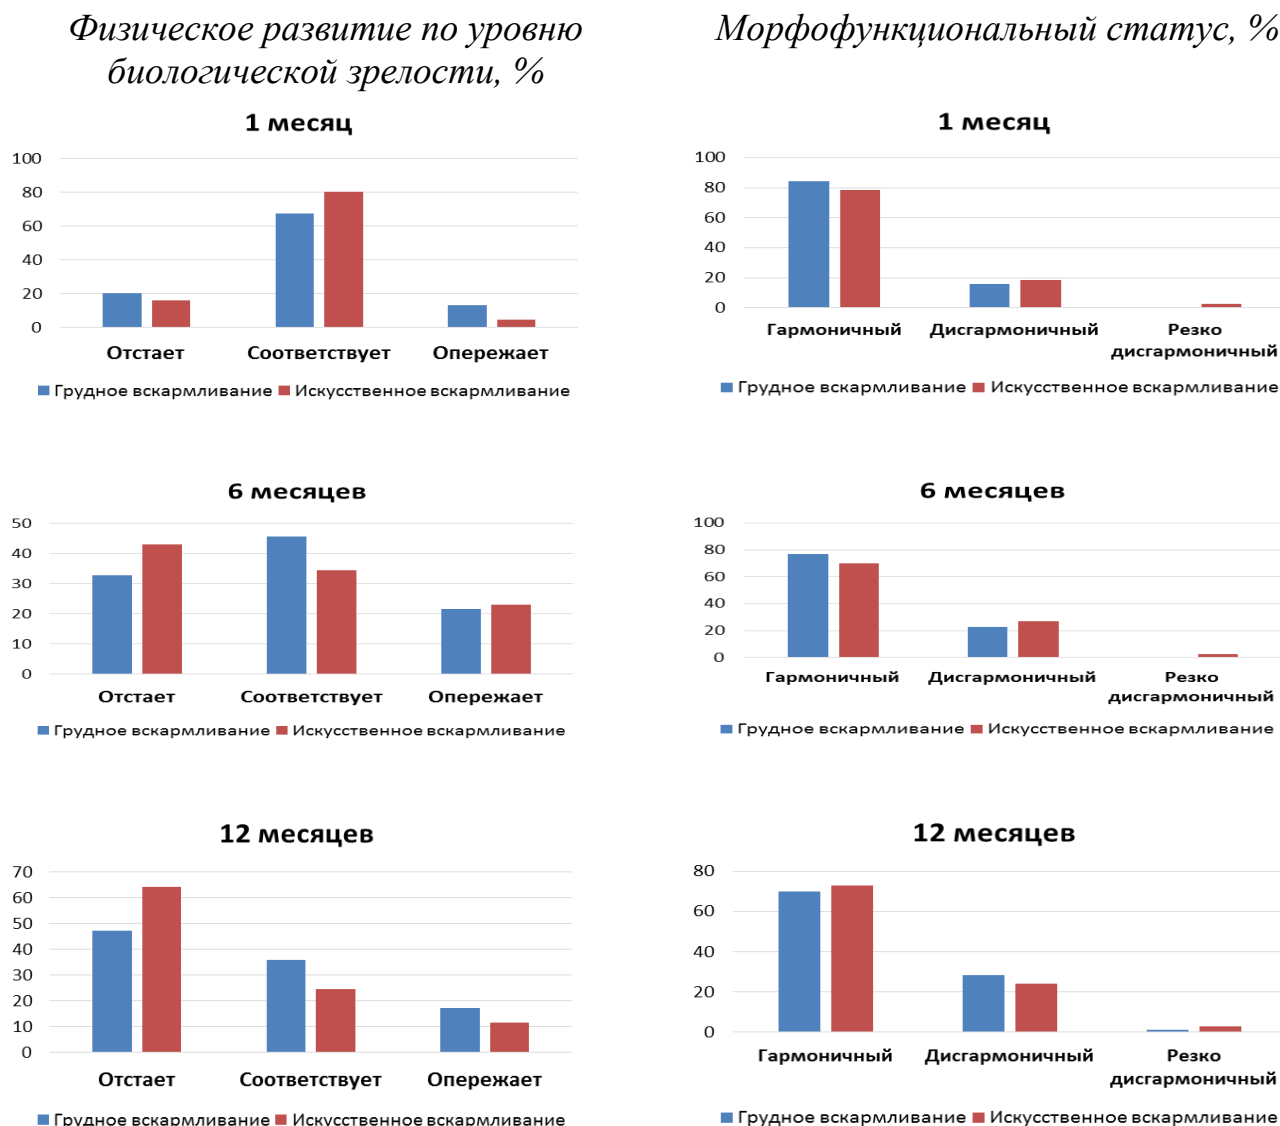 Физическое развитие по уровню
биологической зрелости, %
1 месяц
100
80
60
40
20
0
Отстает Соответствует Опережает
Грудное вскармливание Искусственное вскармливание
6 месяцев
50
40
30
20
10
0
Отстает Соответствует Опережает
Грудное вскармливание Искусственное вскармливание
12 месяцев
70
60
50
40
30
20
10
0
Отстает Соответствует Опережает
Грудное вскармливание Искусственное вскармливание
Морфофункциональный статус, %
1 месяц
100
80
60
40
20
0
Гармоничный Дисгармоничный Резко
дисгармоничный
Грудное вскармливание Искусственное вскармливание
6 месяцев
100
80
60
40
20
0
Гармоничный Дисгармоничный Резко
дисгармоничный
Грудное вскармливание Искусственное вскармливание
12 месяцев
80
60
40
20
0
Гармоничный Дисгармоничный Резко
дисгармоничный
Грудное вскармливание Искусственное вскармливание